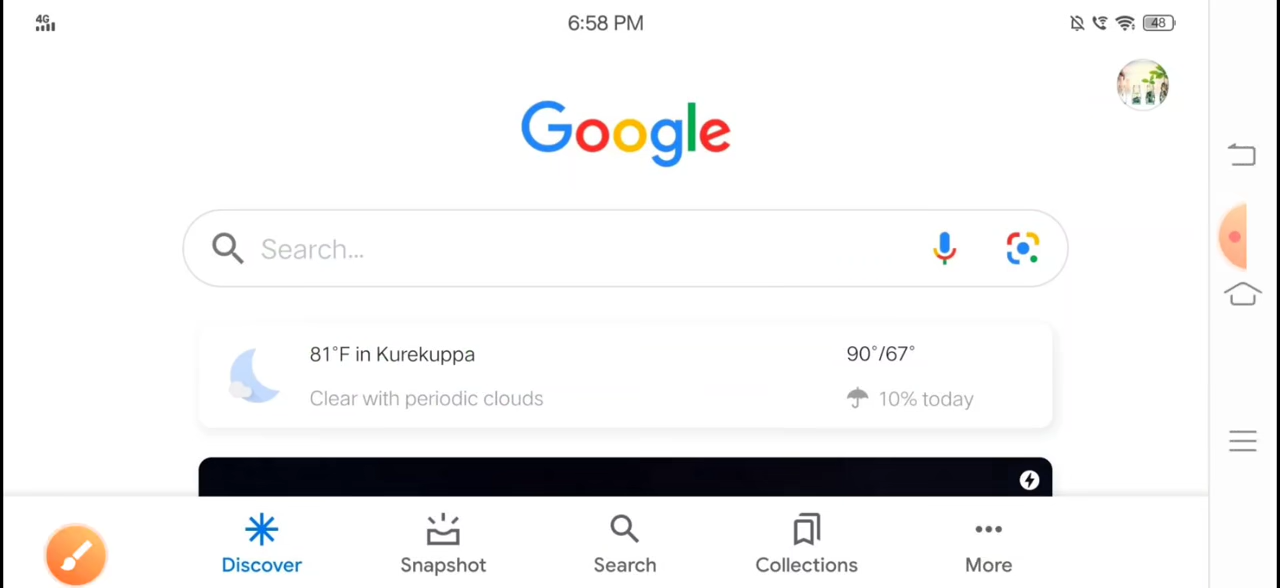 4G 6:58 PM 48
Google
Search...
81°F in Kurekuppa 90°/67°
Clear with periodic clouds 10% today
Discover Snapshot Search Collections More